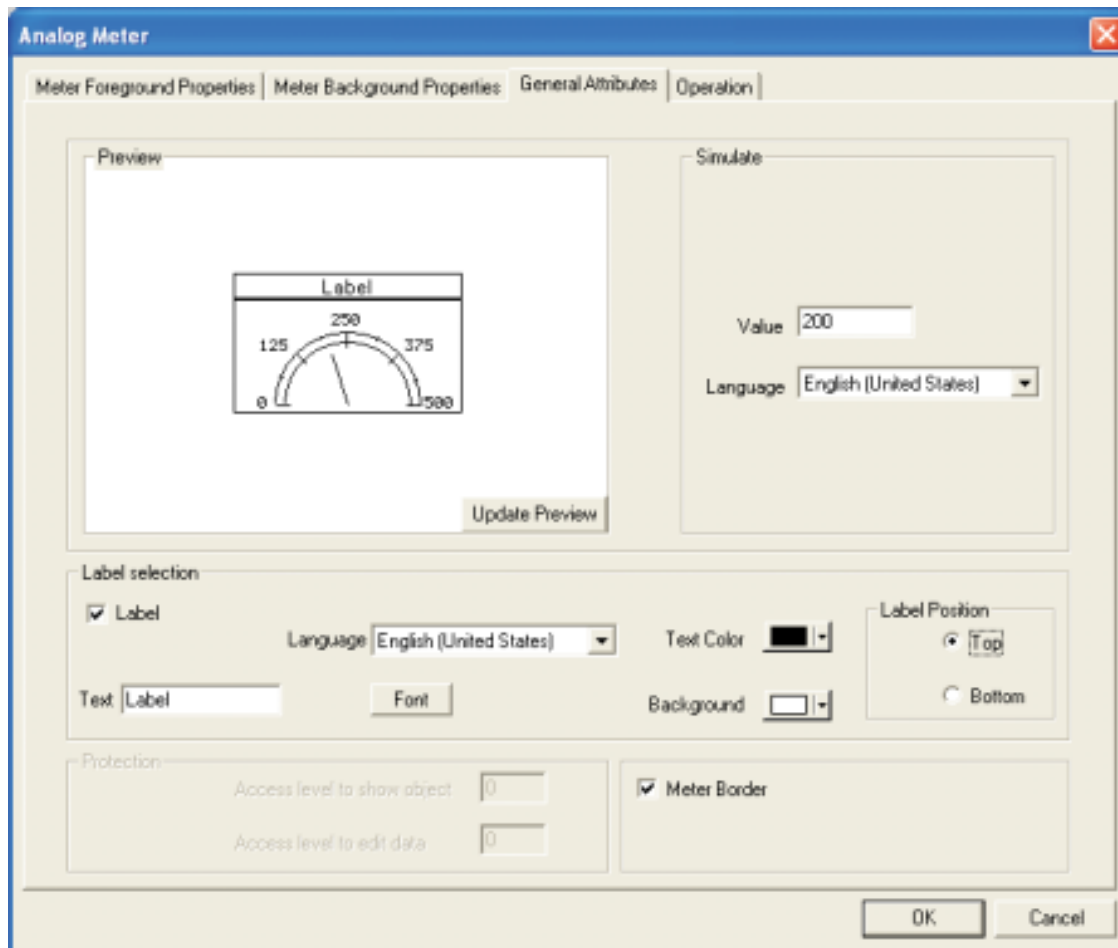 Analog Meter
Meter Foreground Properties
Meter Background Properties
General Attributes
Operation
Preview
Label
250
125
375
0
500
Update Preview
Simulate
Value 200
Language English (United States)
Label selection
Label
Language English (United States)
Text Color
Text Label
Font
Background
Label Position
Top
Bottom
Protection
Access level to show object 0
Access level to edit data 0
Meter Border
OK
Cancel